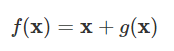 f(x) = x + g(x)